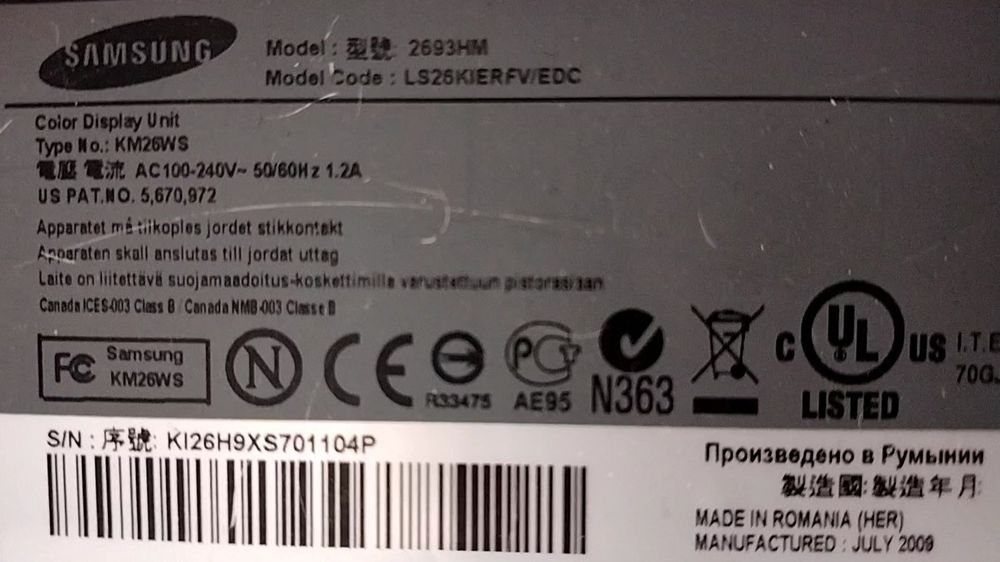 SAMSUNG
Model : 型號: 2693HM
Model Code : LS26KIERFV/EDC
Color Display Unit
Type No.: KM26WS
電壓 電流 AC100-240V~ 50/60Hz 1.2A
US PAT.NO. 5,670,972
Apparatet må tilkoples jordet stikkontakt
Apparaten skall anslutas till jordat uttag
Laite on liitettävä suojamaadoitus-koskettimilla varustettuun pistorasiaan
Canada ICES-003 Class B / Canada NMB-003 Classe B
FC Samsung
KM26WS
N
CE
R33475
PG
AE95
N363
C UL US
LISTED
I.T.E
70G
S/N : 序號: KI26H9XS701104P
Произведено в Румынии
製造國: 製造年月
MADE IN ROMANIA (HER)
MANUFACTURED : JULY 2009